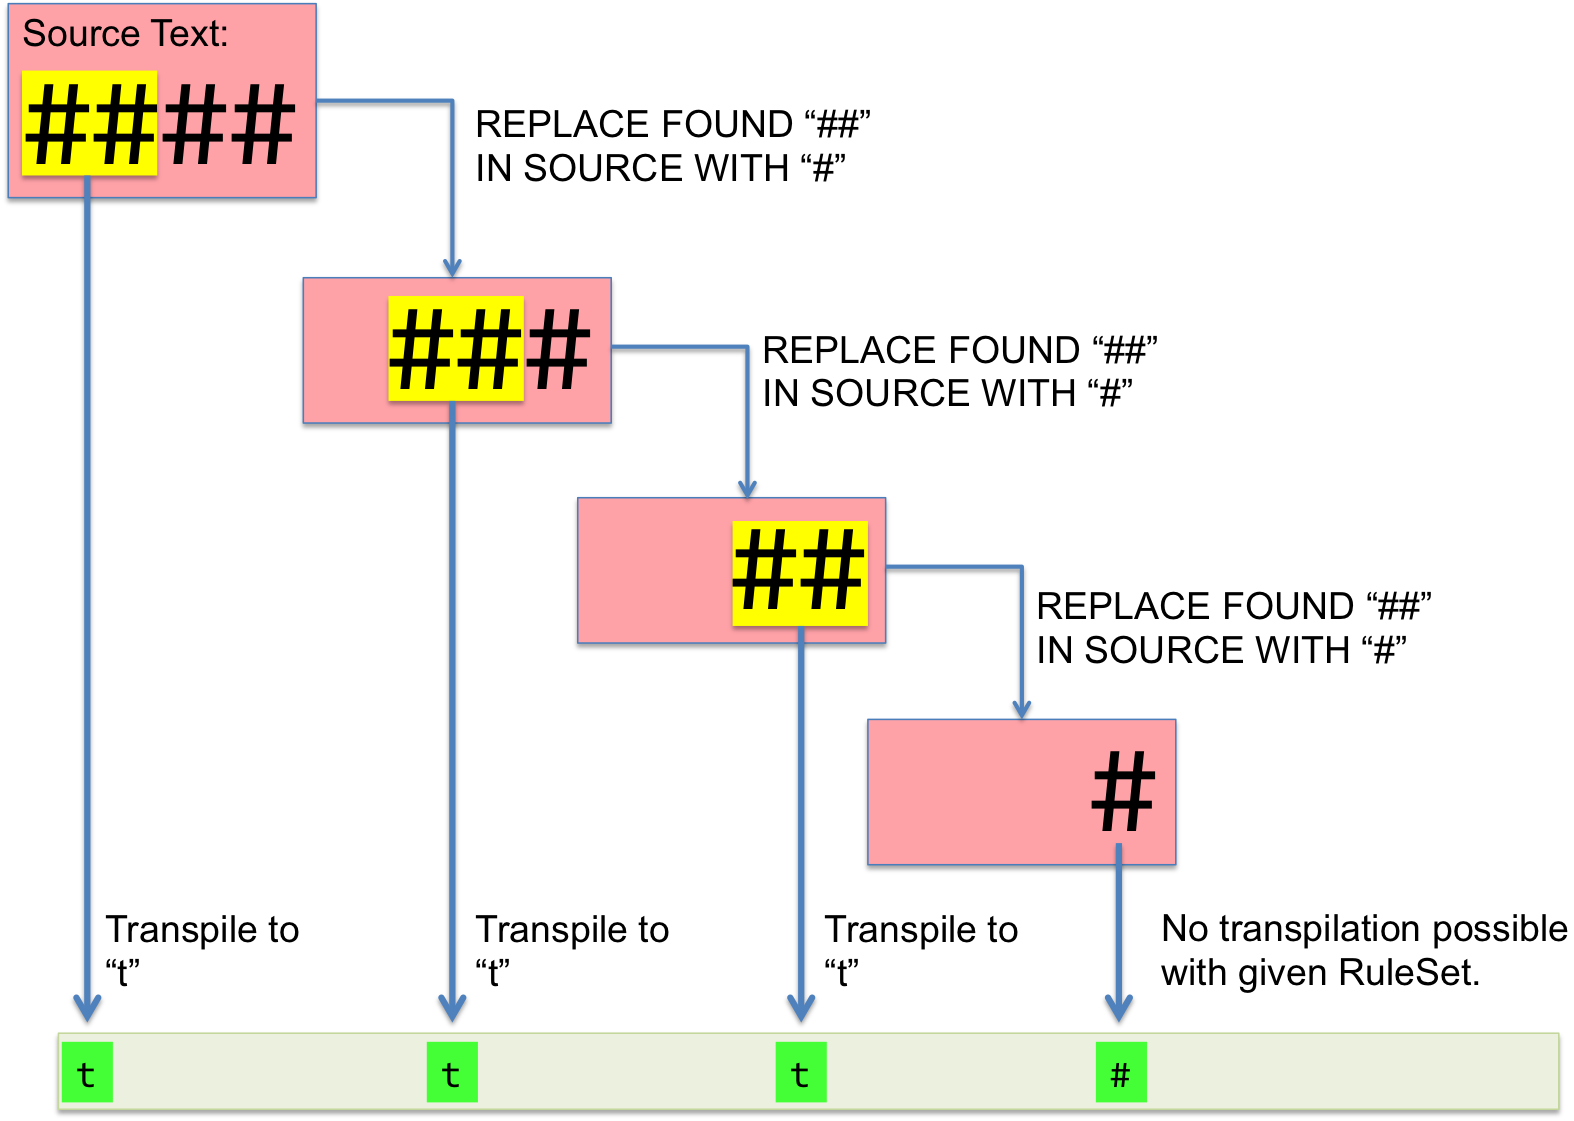 Source Text:
####
REPLACE FOUND “##”
IN SOURCE WITH “#”
###
REPLACE FOUND “##”
IN SOURCE WITH “#”
##
REPLACE FOUND “##”
IN SOURCE WITH “#”
#
Transpile to
“t”
Transpile to
“t”
Transpile to
“t”
No transpilation possible
with given RuleSet.
t t t #